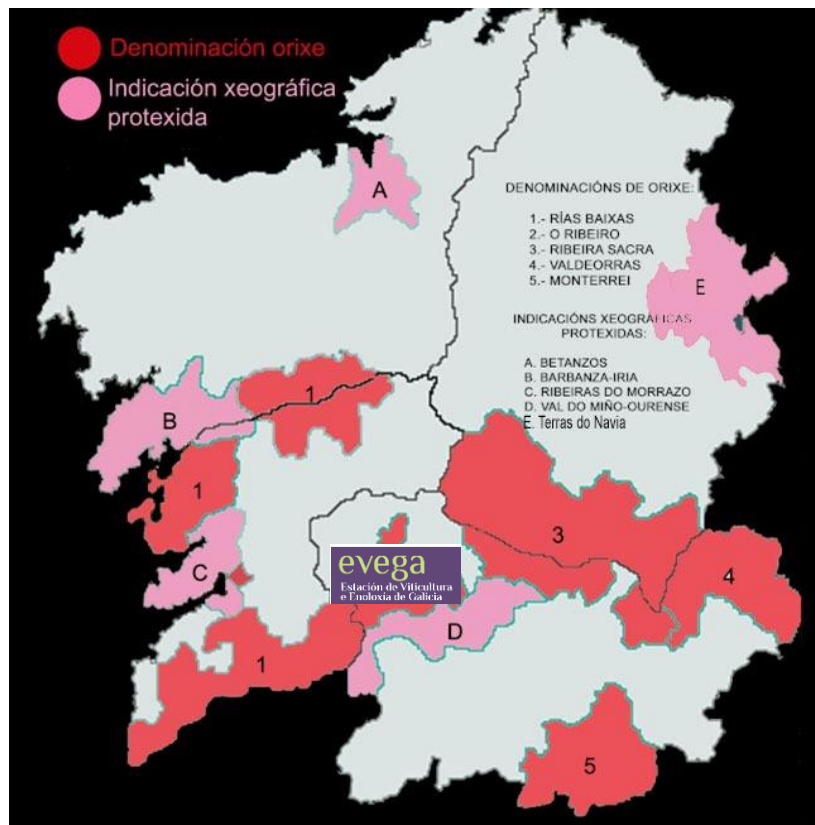 Denominación orixe
Indicación xeográfica
protexida
A
DENOMINACIÓNS DE ORIXE:
1.- RÍAS BAIXAS
2.- O RIBEIRO
3.- RIBEIRA SACRA
4.- VALDEORRAS
5.- MONTERREI
E
INDICACIÓNS XEOGRÁFICAS
PROTEXIDAS:
A. BETANZOS
B. BARBANZA-IRIA
C. RIBEIRAS DO MORRAZO
D. VAL DO MIÑO-OURENSE
E. Terras do Navia
1
B
1
3
evega
Estación de Viticultura
e Enoloxía de Galicia
C
4
D
1
5